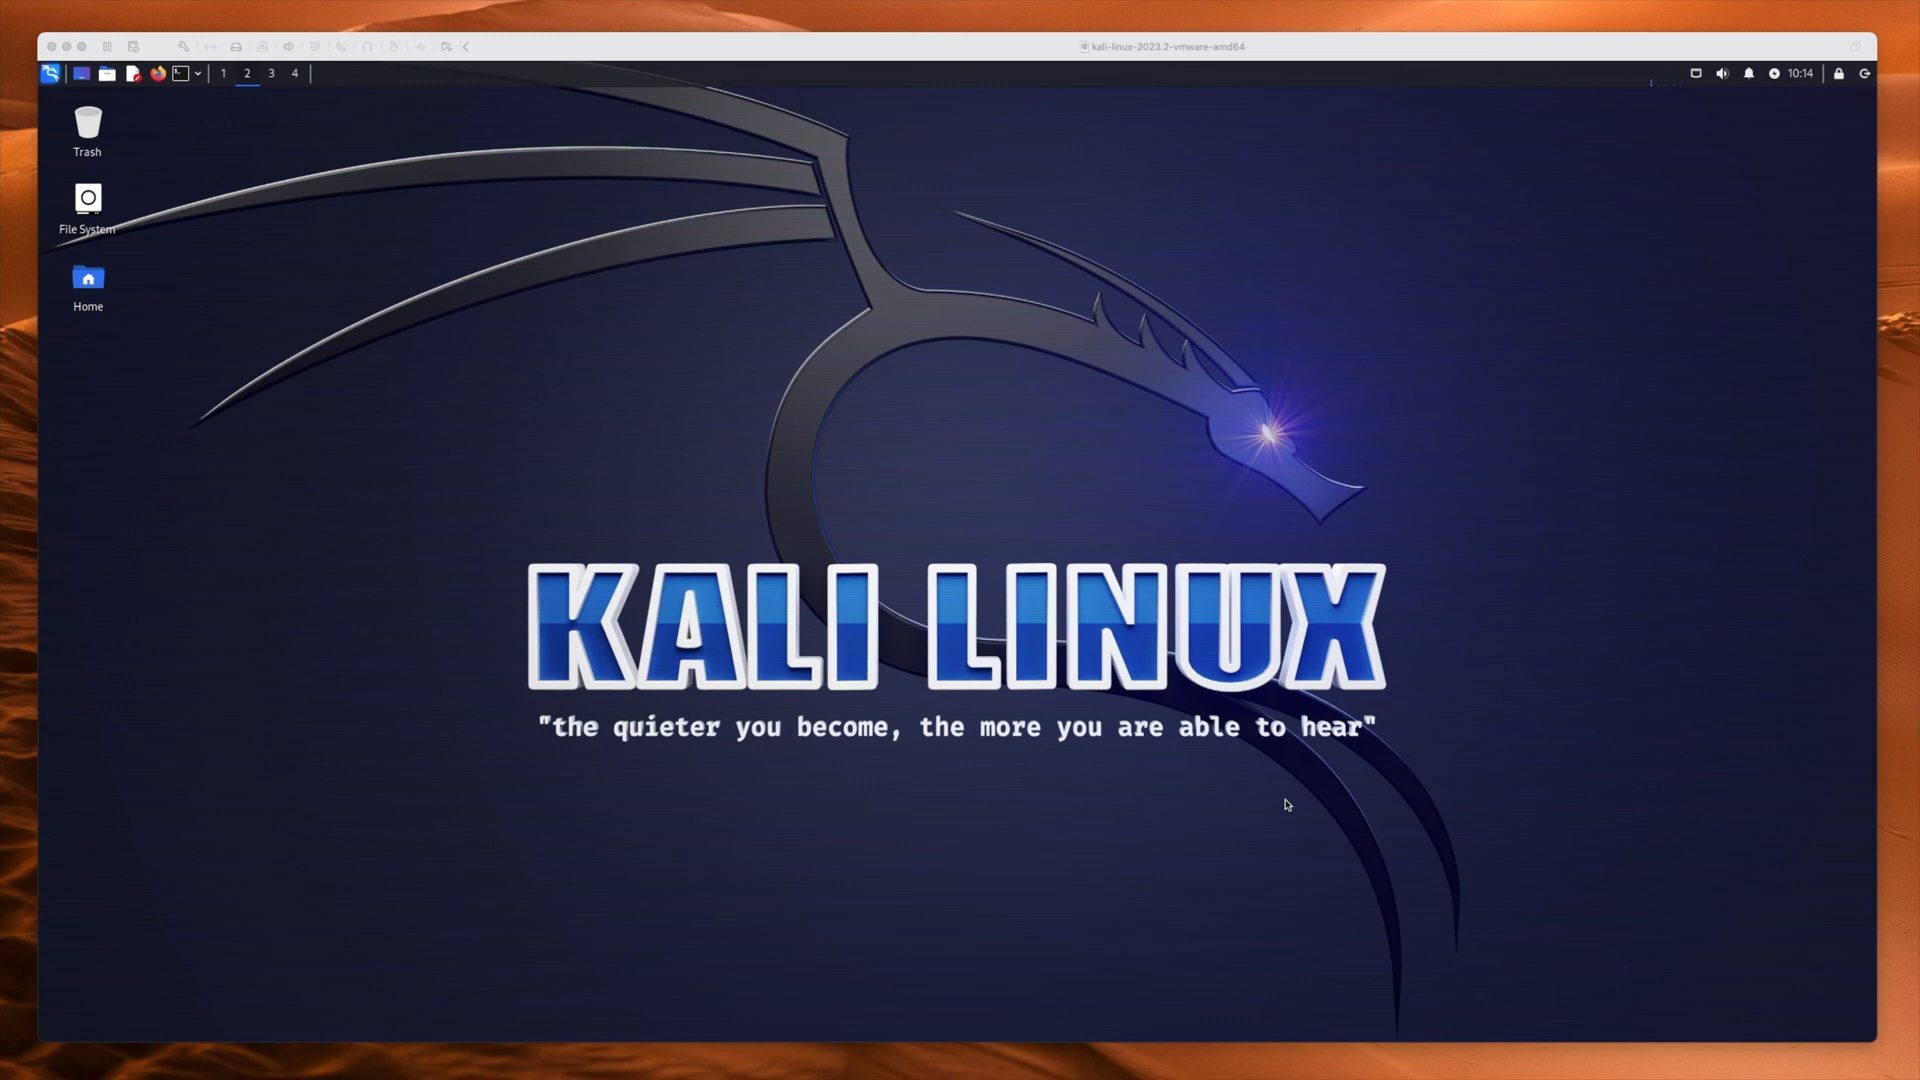 kali-linux-2023.2-vmware-amd64
1 2 3 4
10:14
Trash
File System
Home
KALI LINUX
"the quieter you become, the more you are able to hear"